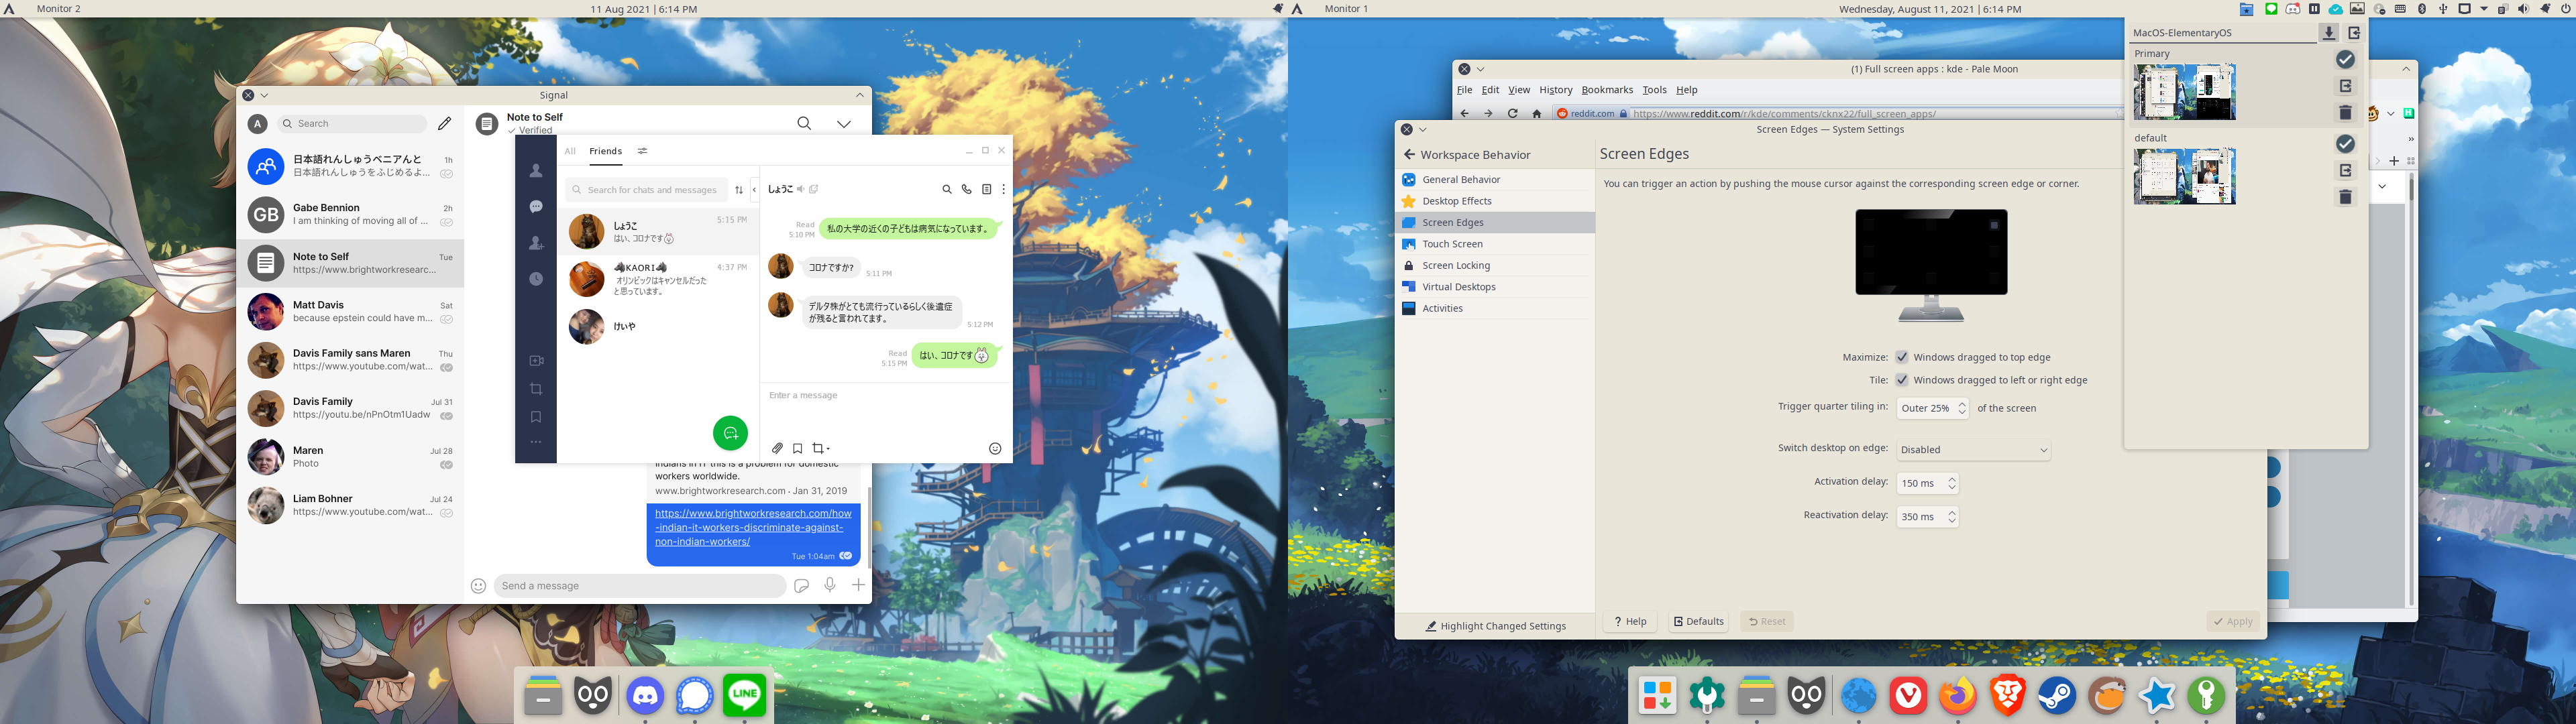 Monitor 2
11 Aug 2021 | 6:14 PM
Monitor 1
Wednesday, August 11, 2021 | 6:14 PM
Signal
A
Search
Note to Self
Verified
日本語れんしゅうベニアんと
1h
日本語れんしゅうをふじめるよ...
GB
Gabe Bennion
2h
I am thinking of moving all of ...
Note to Self
Tue
https://www.brightworkresearc...
Matt Davis
Sat
because epstein could have m...
Davis Family sans Maren
Thu
https://www.youtube.com/wat...
Davis Family
Jul 31
https://youtu.be/nPnOtm1Uadw
Maren
Jul 28
Photo
Liam Bohner
Jul 24
https://www.youtube.com/wat...
All
Friends
Search for chats and messages
しょうこ
5:15 PM
はい、コロナです
KAORI
4:37 PM
オリンピックはキャンセルだった
と思っています。
けいや
しょうこ
Read
5:10 PM
私の大学の近くの子どもは病気になっています。
コロナですか?
5:11 PM
デルタ株がとても流行っているらしく後遺症
が残ると言われてます。
5:12 PM
Read
5:15 PM
はい、コロナです
Enter a message
Indians in IT this is a problem for domestic
workers worldwide.
www.brightworkresearch.com · Jan 31, 2019
https://www.brightworkresearch.com/how
-indian-it-workers-discriminate-against-
non-indian-workers/
Tue 1:04am
Send a message
LINE
(1) Full screen apps : kde - Pale Moon
File Edit View History Bookmarks Tools Help
reddit.com
https://www.reddit.com/r/kde/comments/cknx22/full_screen_apps/
Screen Edges — System Settings
Workspace Behavior
General Behavior
Desktop Effects
Screen Edges
Touch Screen
Screen Locking
Virtual Desktops
Activities
Highlight Changed Settings
Screen Edges
You can trigger an action by pushing the mouse cursor against the corresponding screen edge or corner.
Maximize:
Windows dragged to top edge
Tile:
Windows dragged to left or right edge
Trigger quarter tiling in:
Outer 25%
of the screen
Switch desktop on edge:
Disabled
Activation delay:
150 ms
Reactivation delay:
350 ms
? Help
Defaults
Reset
Apply
MacOS-ElementaryOS
Primary
default